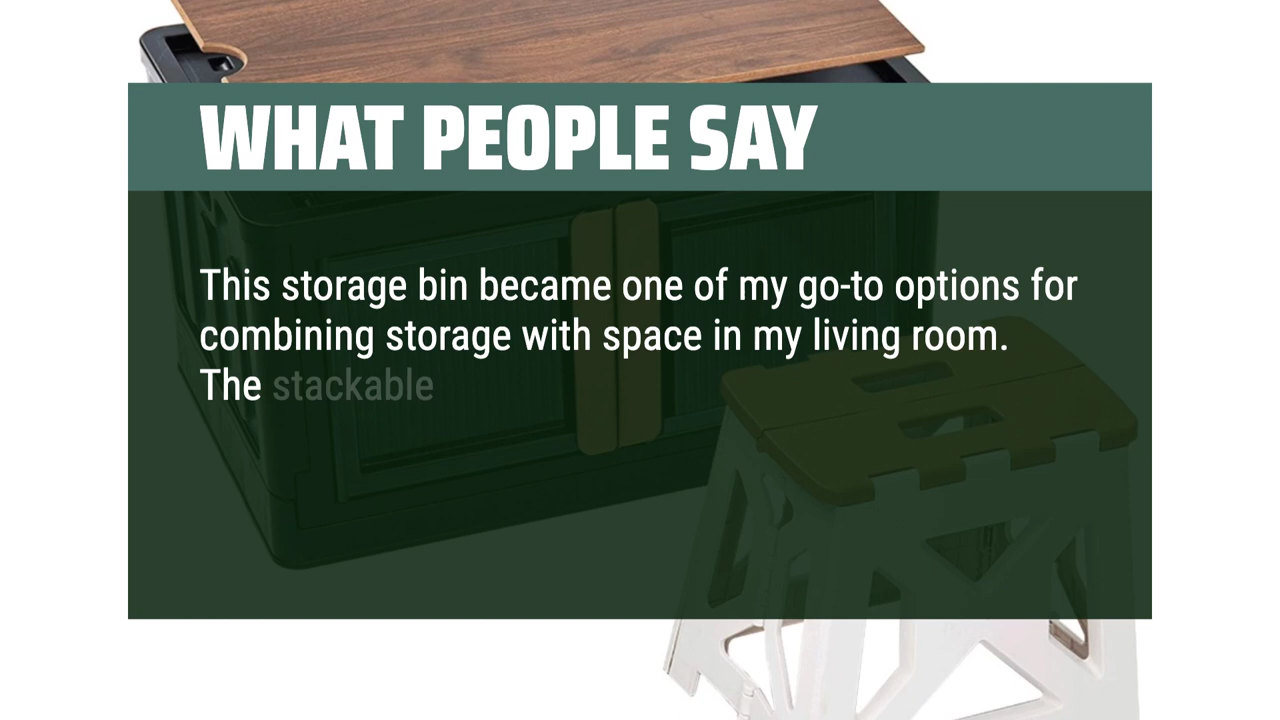 WHAT PEOPLE SAY
This storage bin became one of my go-to options for
combining storage with space in my living room.
The stackable